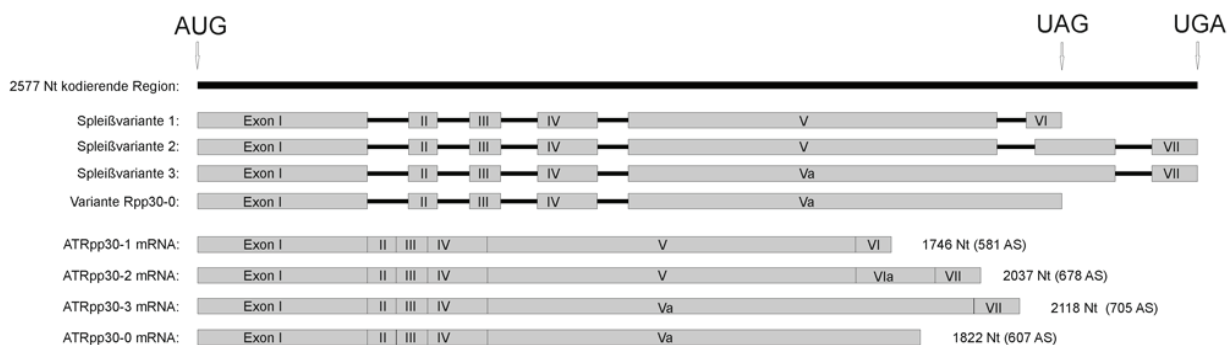 AUG UAG UGA
2577 Nt kodierende Region:
Spleißvariante 1: Exon I II III IV V VI
Spleißvariante 2: Exon I II III IV V VII
Spleißvariante 3: Exon I II III IV Va VII
Variante Rpp30-0: Exon I II III IV Va
ATRpp30-1 mRNA: Exon I II III IV V VI 1746 Nt (581 AS)
ATRpp30-2 mRNA: Exon I II III IV V VIa VII 2037 Nt (678 AS)
ATRpp30-3 mRNA: Exon I II III IV Va VII 2118 Nt (705 AS)
ATRpp30-0 mRNA: Exon I II III IV Va 1822 Nt (607 AS)